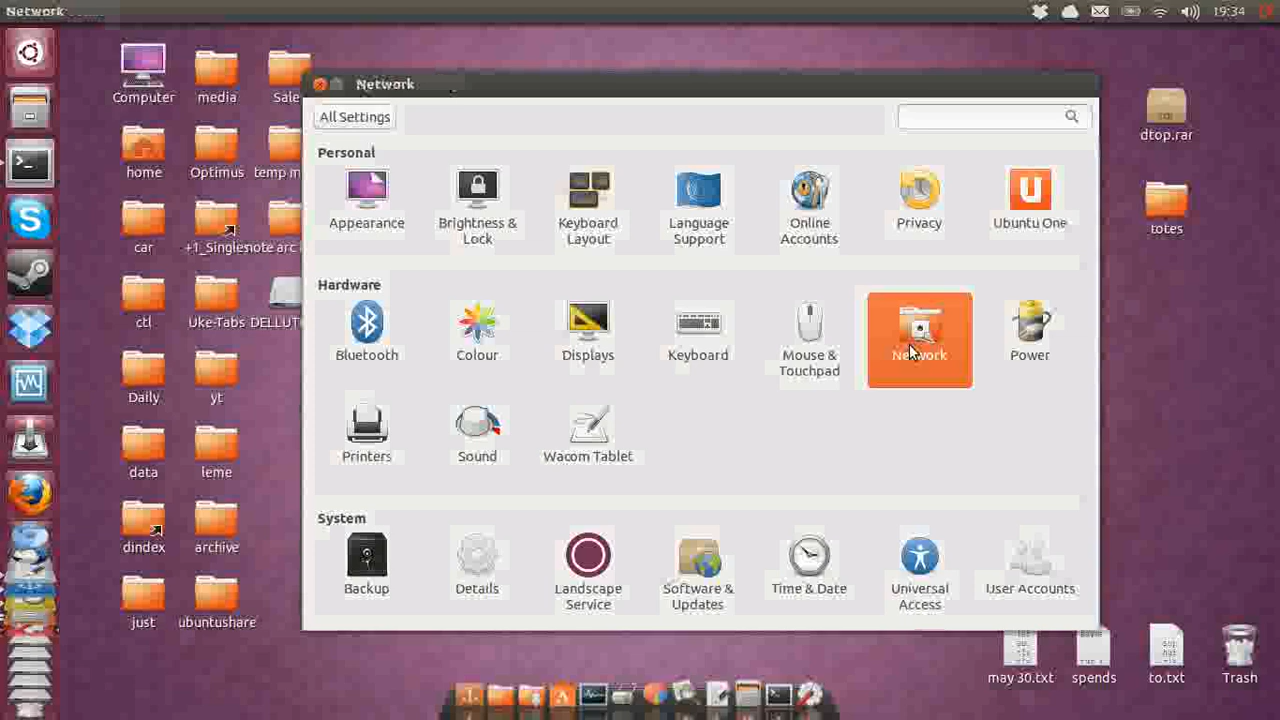 Network
19:34
Computer
media
Sale
home
Optimus
temp m
car
+1_Singles
note arc
ctl
Uke-Tabs
DELLUT
Daily
yt
data
leme
dindex
archive
just
ubuntushare
Network
All Settings
Personal
Appearance
Brightness &
Lock
Keyboard
Layout
Language
Support
Online
Accounts
Privacy
Ubuntu One
Hardware
Bluetooth
Colour
Displays
Keyboard
Mouse &
Touchpad
Network
Power
Printers
Sound
Wacom Tablet
System
Backup
Details
Landscape
Service
Software &
Updates
Time & Date
Universal
Access
User Accounts
dtop.rar
totes
may 30.txt
spends
to.txt
Trash